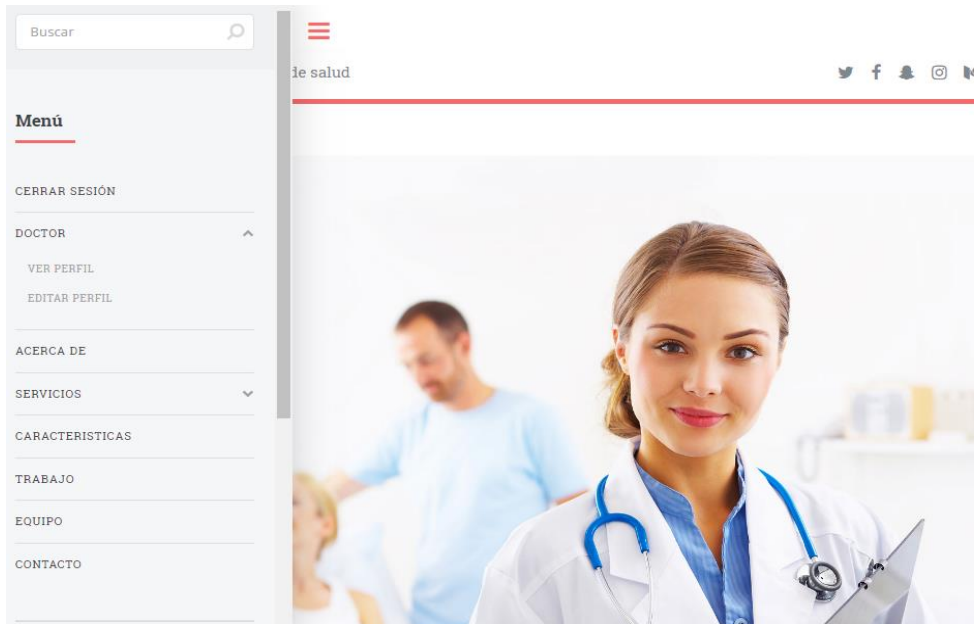 Buscar
de salud
Menú
CERRAR SESIÓN
DOCTOR
VER PERFIL
EDITAR PERFIL
ACERCA DE
SERVICIOS
CARACTERISTICAS
TRABAJO
EQUIPO
CONTACTO